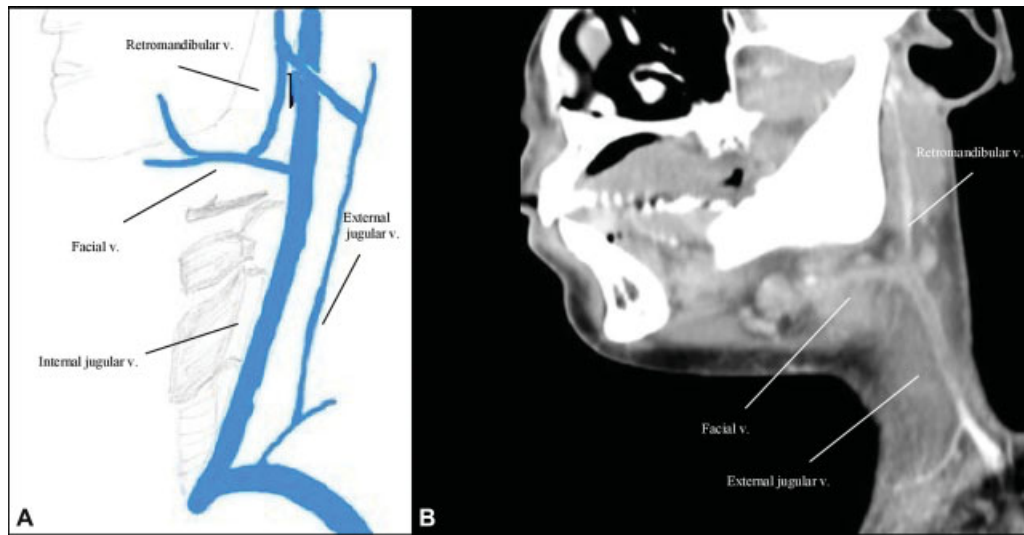 Retromandibular v.
Facial v.
External
jugular v.
Internal jugular v.
A
Retromandibular v.
Facial v.
External jugular v.
B